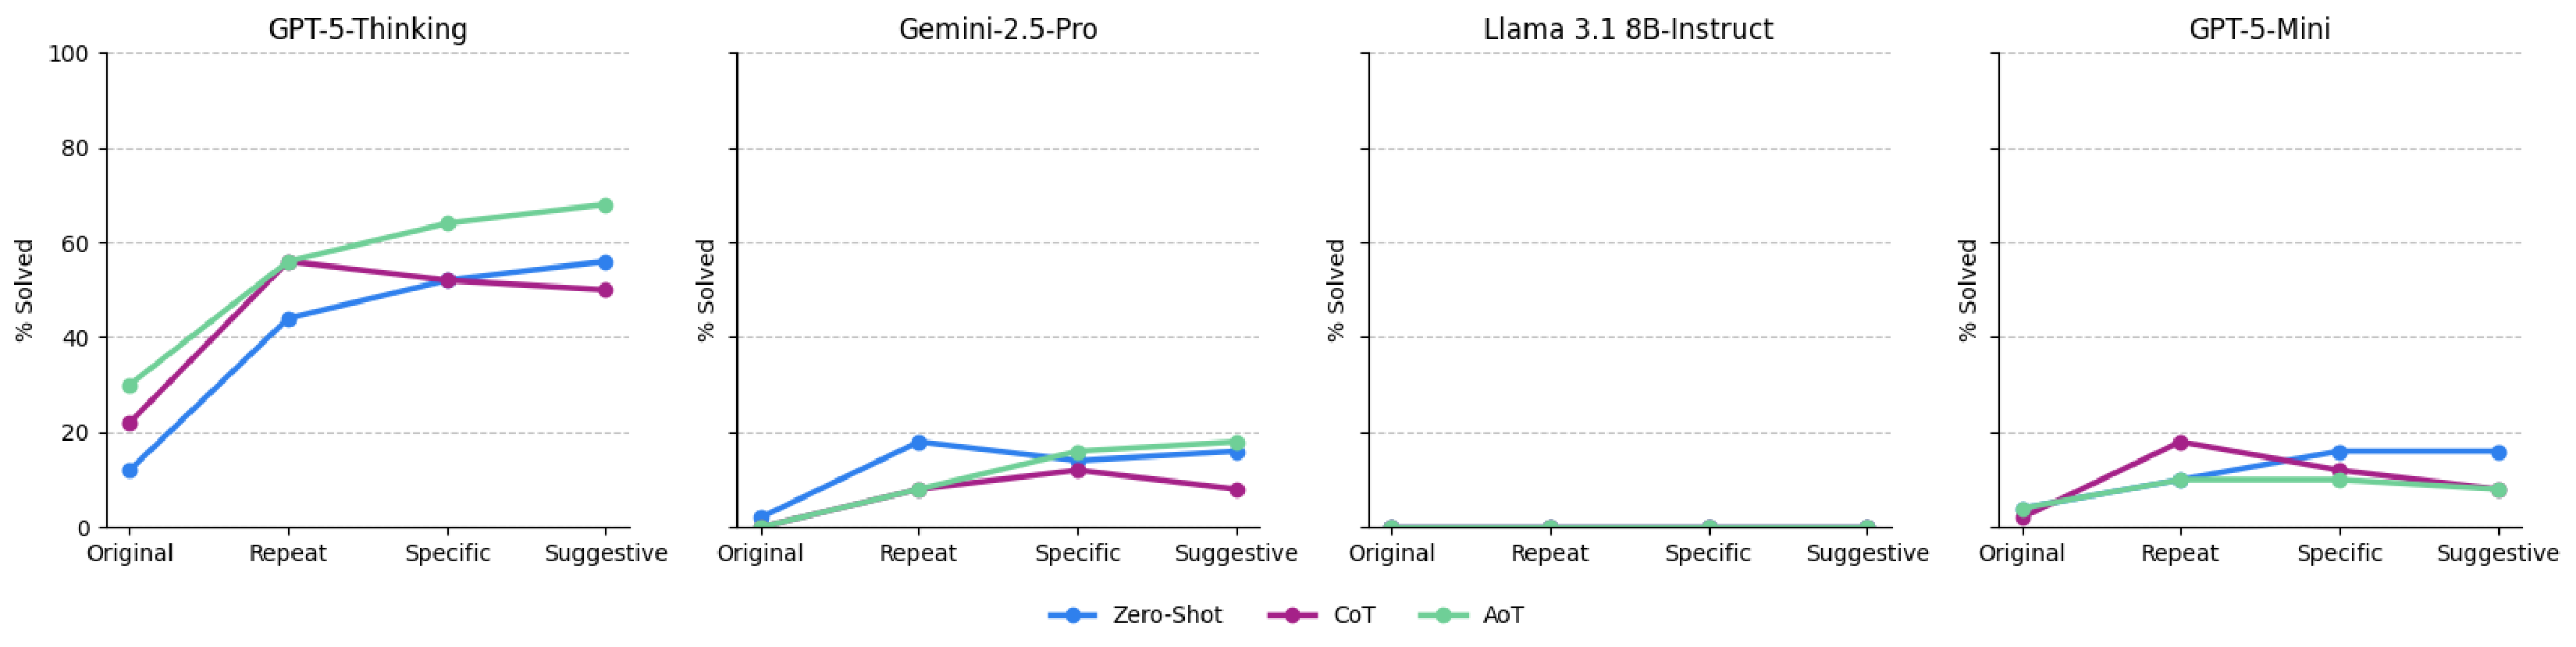 GPT-5-Thinking
Gemini-2.5-Pro
Llama 3.1 8B-Instruct
GPT-5-Mini
100
80
60
40
20
0
% Solved
% Solved
% Solved
% Solved
Original Repeat Specific Suggestive
Original Repeat Specific Suggestive
Original Repeat Specific Suggestive
Original Repeat Specific Suggestive
Zero-Shot CoT AoT